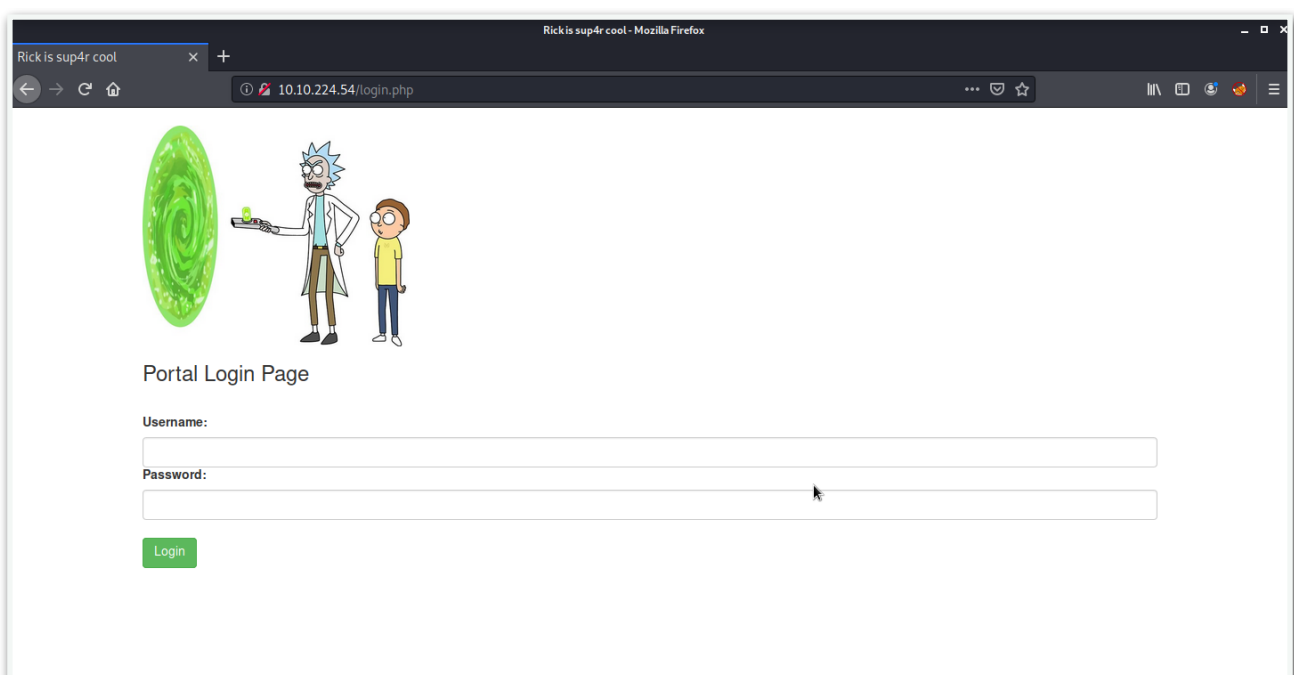 Rick is sup4r cool - Mozilla Firefox
Rick is sup4r cool
10.10.224.54/login.php
Portal Login Page
Username:
Password:
Login